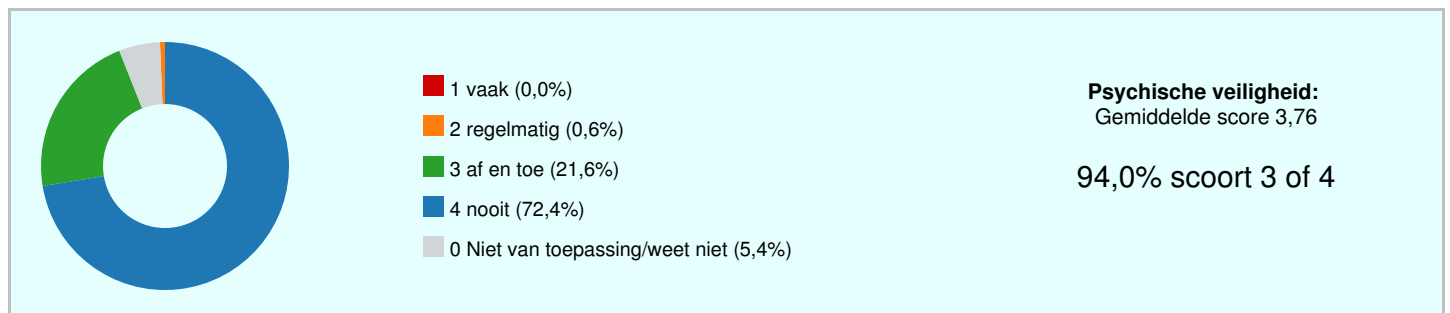 1 vaak (0,0%)
2 regelmatig (0,6%)
3 af en toe (21,6%)
4 nooit (72,4%)
0 Niet van toepassing/weet niet (5,4%)
Psychische veiligheid:
Gemiddelde score 3,76
94,0% scoort 3 of 4